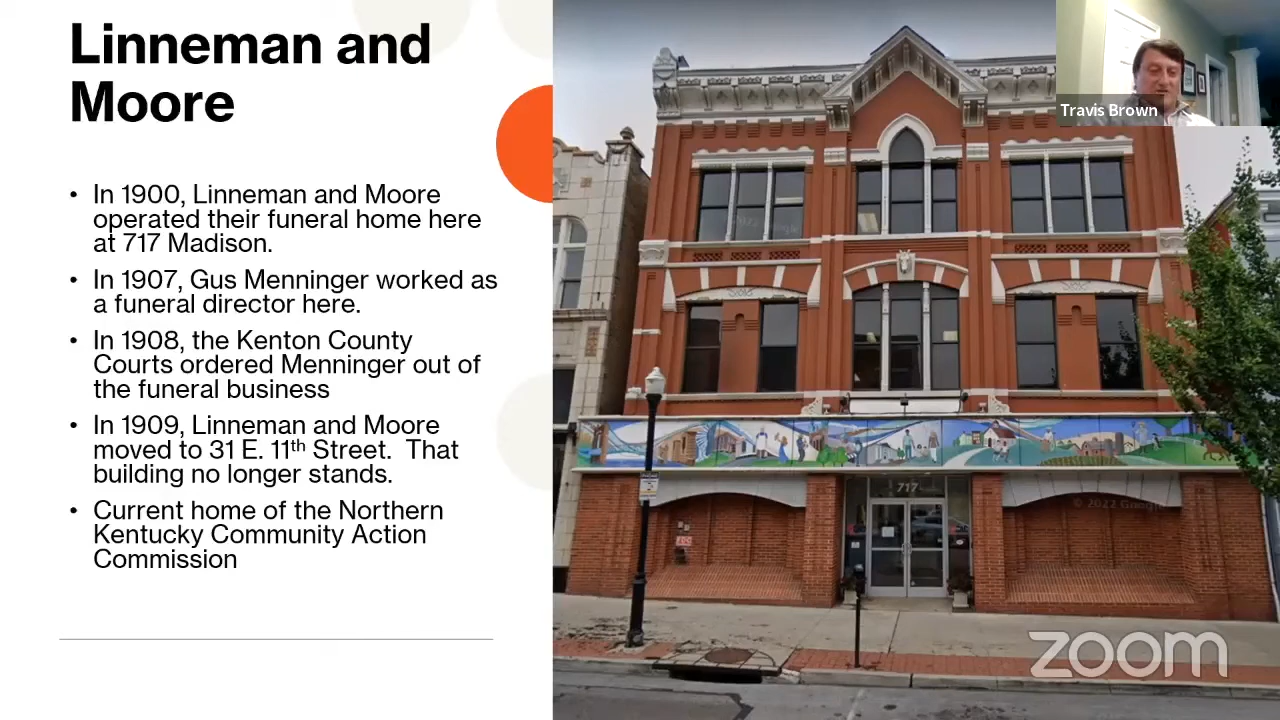 Linneman and
Moore
• In 1900, Linneman and Moore
operated their funeral home here
at 717 Madison.
• In 1907, Gus Menninger worked as
a funeral director here.
• In 1908, the Kenton County
Courts ordered Menninger out of
the funeral business
• In 1909, Linneman and Moore
moved to 31 E. 11th Street.  That
building no longer stands.
• Current home of the Northern
Kentucky Community Action
Commission
Travis Brown
717
© 2022 Google
zoom